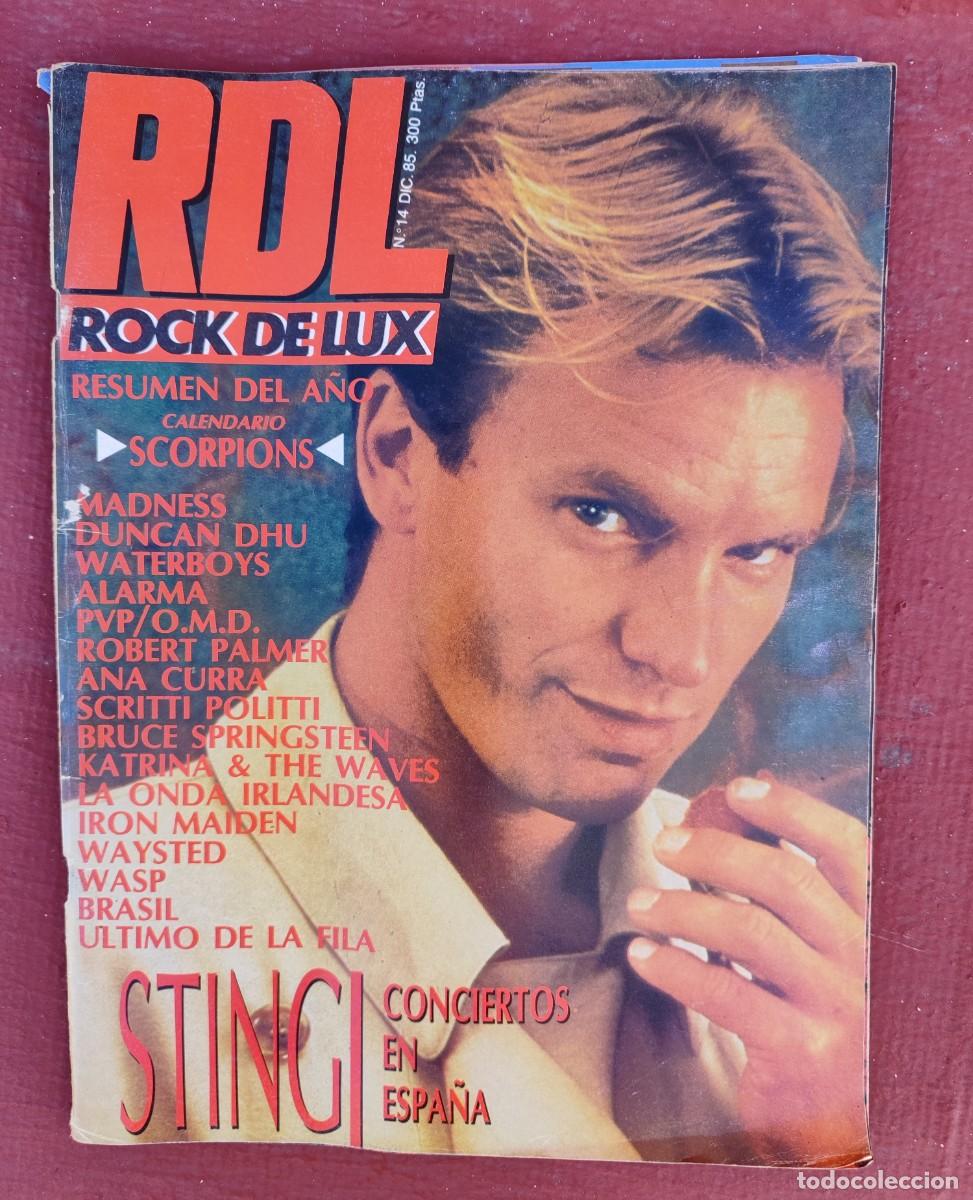 RDL
N.º 14 DIC. 85. 300 Ptas.
ROCK DE LUX
RESUMEN DEL AÑO
CALENDARIO
SCORPIONS
MADNESS
DUNCAN DHU
WATERBOYS
ALARMA
PVP/O.M.D.
ROBERT PALMER
ANA CURRA
SCRITTI POLITTI
BRUCE SPRINGSTEEN
KATRINA & THE WAVES
LA ONDA IRLANDESA
IRON MAIDEN
WAYSTED
WASP
BRASIL
ULTIMO DE LA FILA
STING
CONCIERTOS
EN
ESPAÑA
todocoleccion